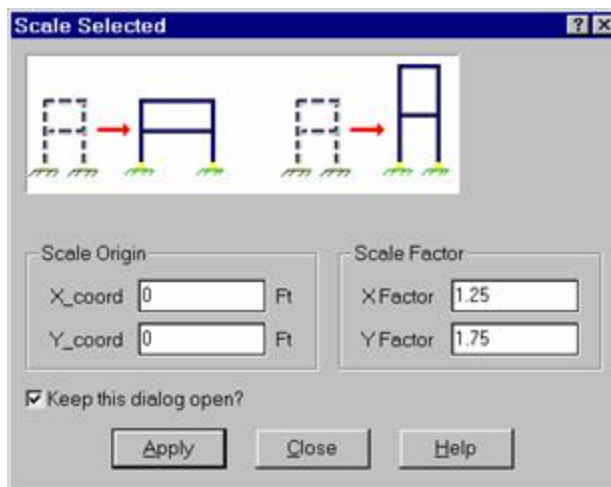 Scale Selected
Scale Origin
X_coord 0 Ft
Y_coord 0 Ft
Scale Factor
X Factor 1.25
Y Factor 1.75
Keep this dialog open?
Apply Close Help